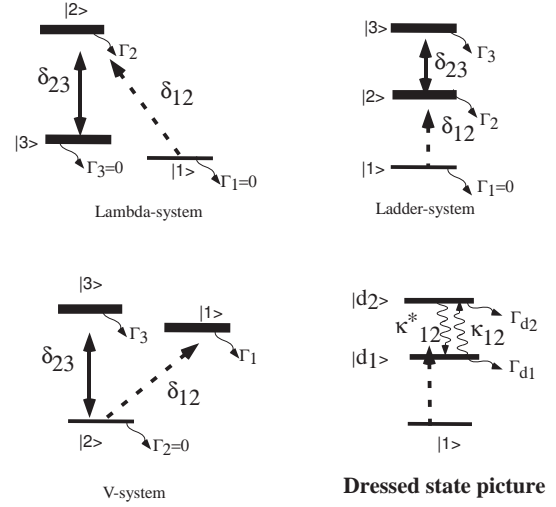 |2>
Γ2
δ23
δ12
|3>
Γ3=0
|1>
Γ1=0
Lambda-system
|3>
Γ3
δ23
|2>
Γ2
δ12
|1>
Γ1=0
Ladder-system
|3>
|1>
Γ3
Γ1
δ23
δ12
|2>
Γ2=0
V-system
|d2>
Γd2
κ*12
κ12
|d1>
Γd1
|1>
Dressed state picture